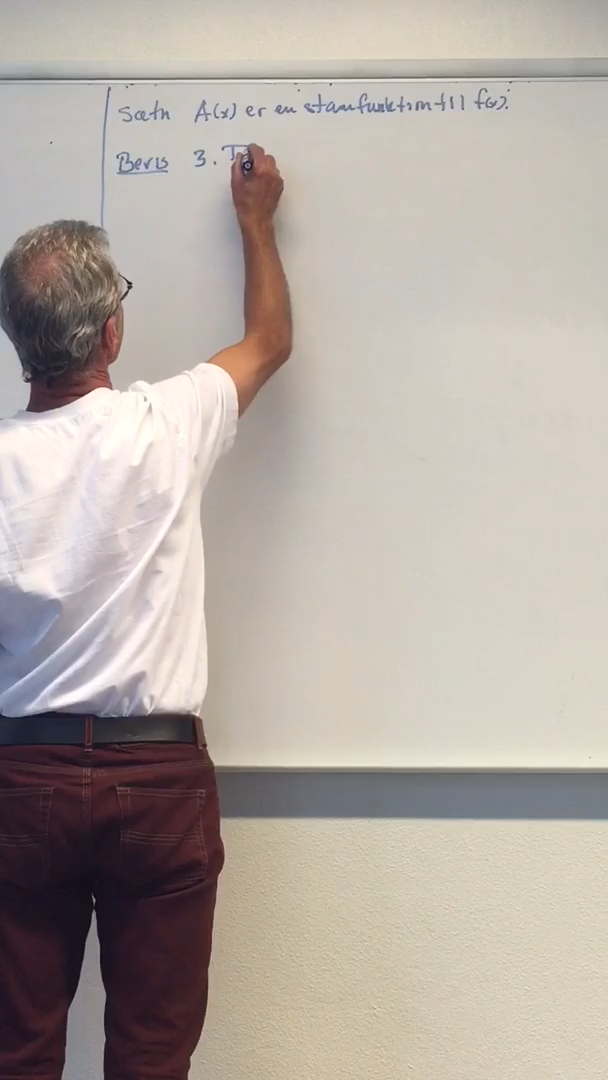 Sætn A(x) er en stamfunktion til f(x).
Bevis 3. T